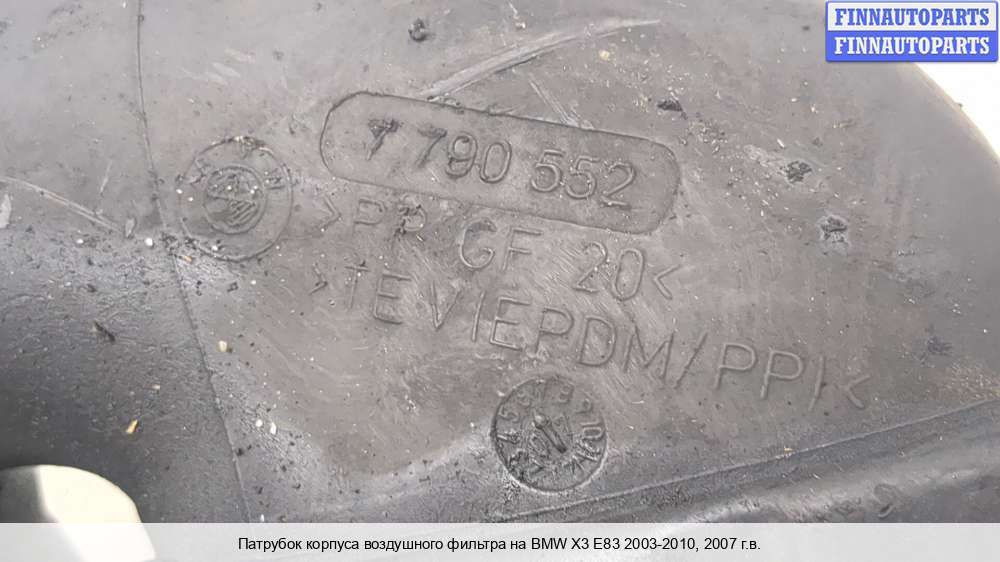 FINNAUTOPARTS
FINNAUTOPARTS
7 790 552
>PP GF 20<
>TEV(EPDM/PP)<
Патрубок корпуса воздушного фильтра на BMW X3 E83 2003-2010, 2007 г.в.